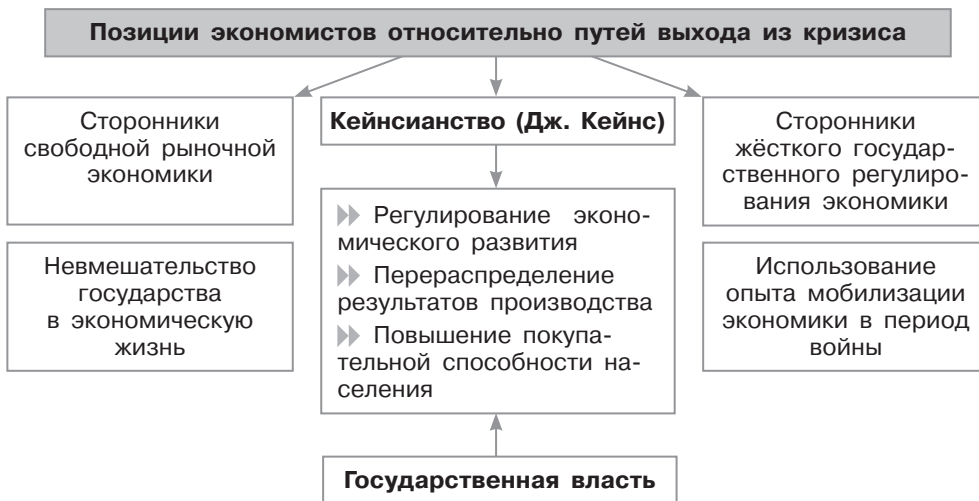 Позиции экономистов относительно путей выхода из кризиса
Сторонники
свободной рыночной
экономики
Невмешательство
государства
в экономическую
жизнь
Кейнсианство (Дж. Кейнс)
Регулирование эконо-
мического развития
Перераспределение
результатов производства
Повышение покупа-
тельной способности на-
селения
Государственная власть
Сторонники
жёсткого государ-
ственного регулиро-
вания экономики
Использование
опыта мобилизации
экономики в период
войны